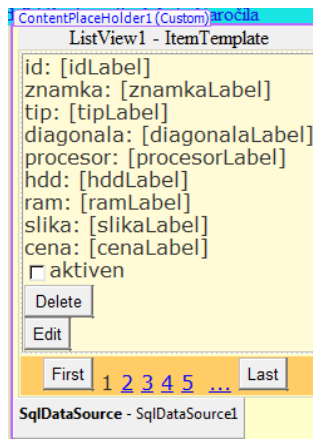 ContentPlaceHolder1 (Custom) Naročila
ListView1 - ItemTemplate
id: [idLabel]
znamka: [znamkaLabel]
tip: [tipLabel]
diagonala: [diagonalaLabel]
procesor: [procesorLabel]
hdd: [hddLabel]
ram: [ramLabel]
slika: [slikaLabel]
cena: [cenaLabel]
aktiven
Delete
Edit
First 1 2 3 4 5 ... Last
SqlDataSource - SqlDataSource1